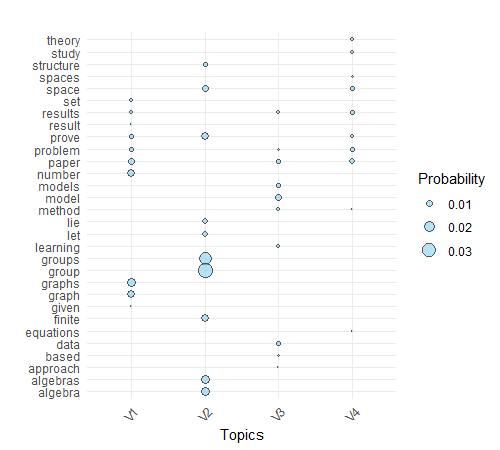 theory
study
structure
spaces
space
set
results
result
prove
problem
paper
number
models
model
method
lie
let
learning
groups
group
graphs
graph
given
finite
equations
data
based
approach
algebras
algebra
V1 V2 V3 V4
Topics
Probability
0.01
0.02
0.03